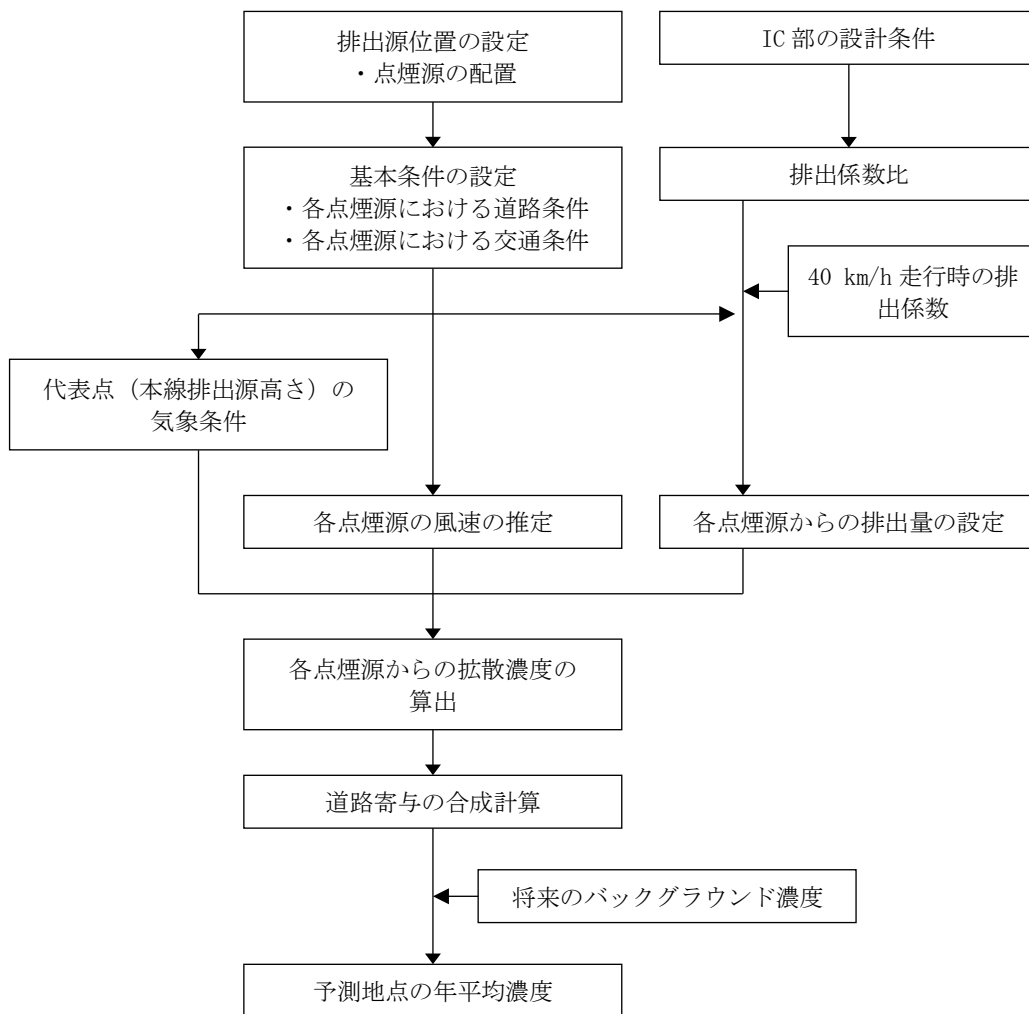 排出源位置の設定
・点煙源の配置
IC 部の設計条件
基本条件の設定
・各点煙源における道路条件
・各点煙源における交通条件
排出係数比
40 km/h 走行時の排
出係数
代表点（本線排出源高さ）の
気象条件
各点煙源の風速の推定
各点煙源からの排出量の設定
各点煙源からの拡散濃度の
算出
道路寄与の合成計算
将来のバックグラウンド濃度
予測地点の年平均濃度